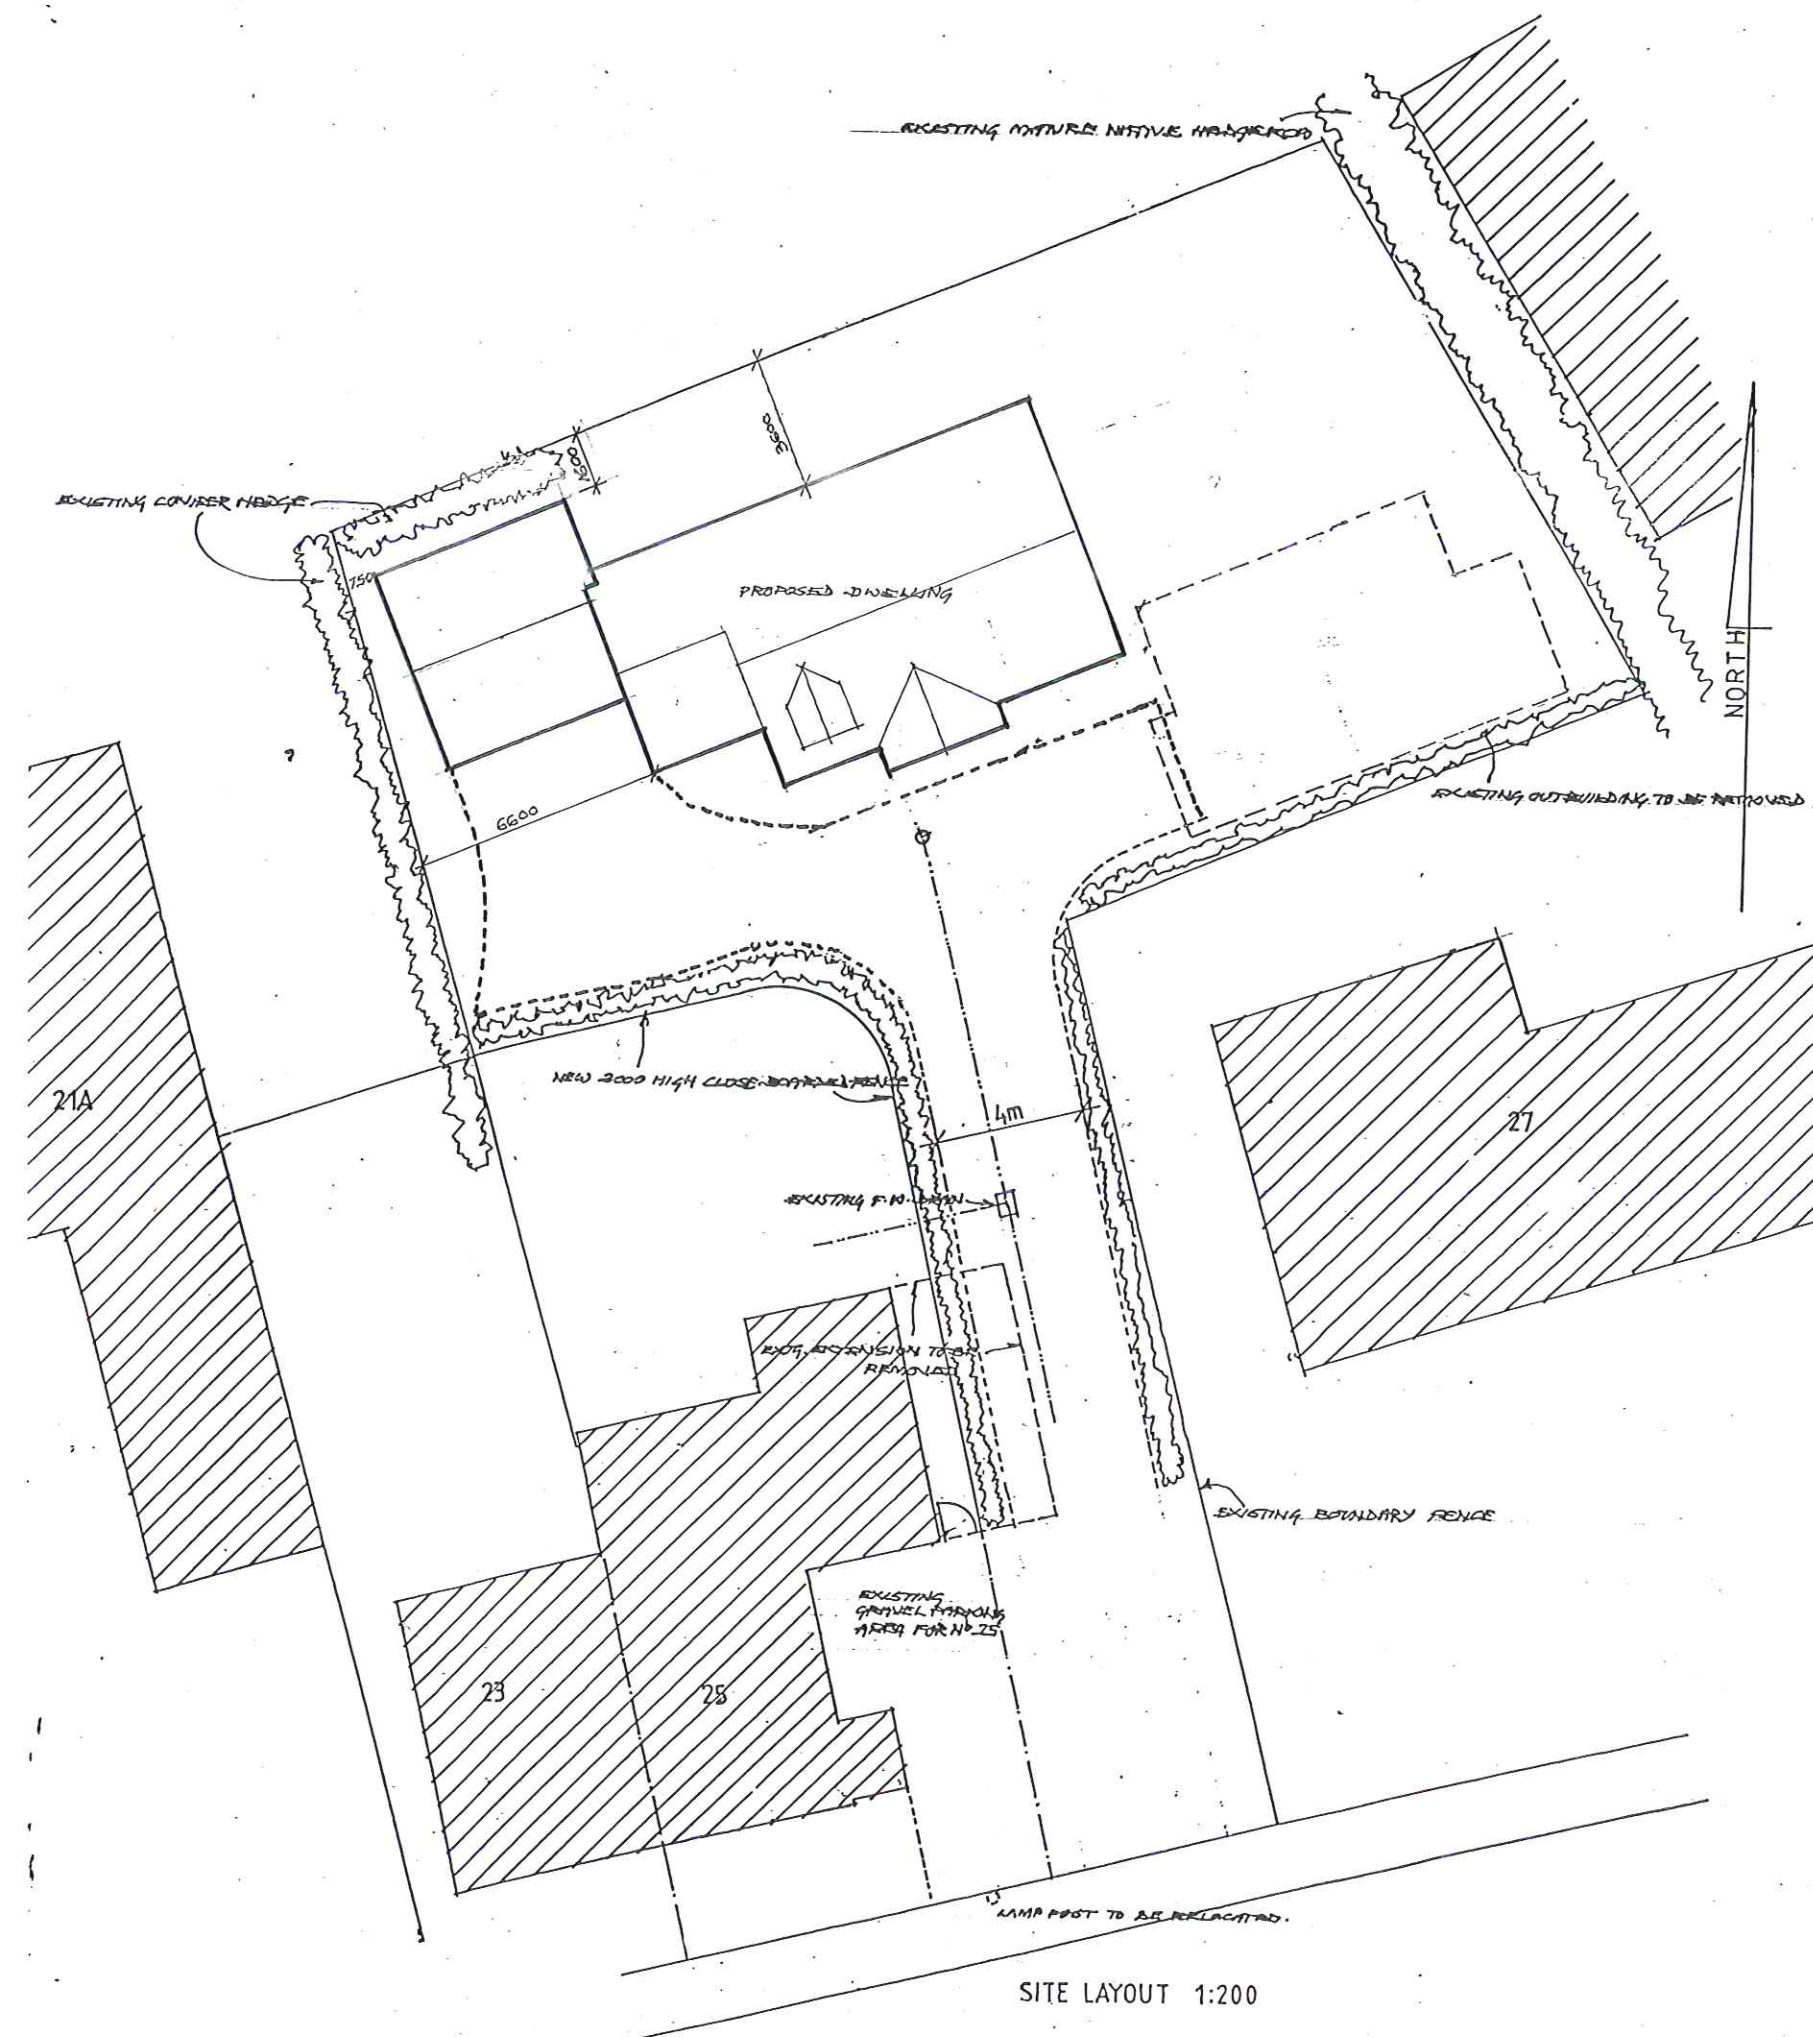 EXISTING MATURE NATIVE HEDGEROW
3600
1600
EXISTING CONIFER HEDGE
750
PROPOSED DWELLING
NORTH
6600
EXISTING OUTBUILDING TO BE REMOVED
NEW 2000 HIGH CLOSE BOARDED FENCE
21A
4m
27
EXISTING F.W. DRAIN
EXTG. EXTENSION TO BE
REMOVED
EXISTING BOUNDARY FENCE
EXISTING
GRAVEL PARKING
AREA FOR Nº 25
23
25
LAMP POST TO BE RELOCATED.
SITE LAYOUT 1:200